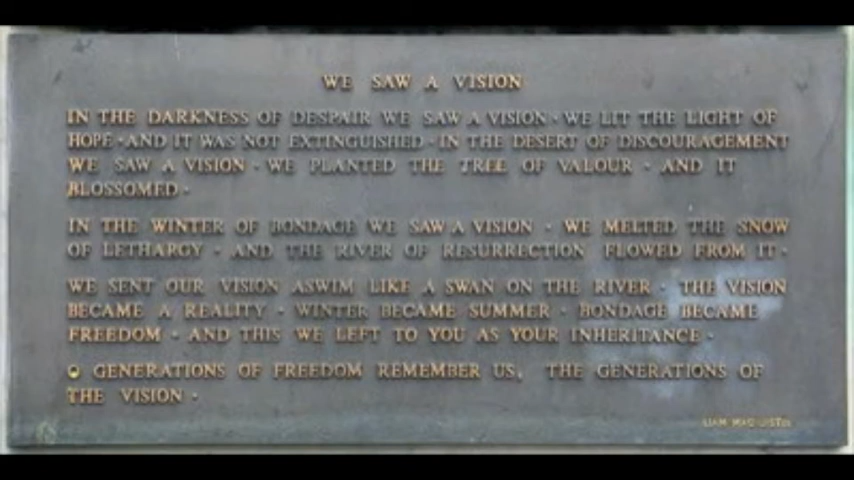 WE SAW A VISION
IN THE DARKNESS OF DESPAIR WE SAW A VISION · WE LIT THE LIGHT OF
HOPE · AND IT WAS NOT EXTINGUISHED · IN THE DESERT OF DISCOURAGEMENT
WE SAW A VISION · WE PLANTED THE TREE OF VALOUR · AND IT
BLOSSOMED ·
IN THE WINTER OF BONDAGE WE SAW A VISION · WE MELTED THE SNOW
OF LETHARGY · AND THE RIVER OF RESURRECTION FLOWED FROM IT ·
WE SENT OUR VISION ASWIM LIKE A SWAN ON THE RIVER · THE VISION
BECAME A REALITY · WINTER BECAME SUMMER · BONDAGE BECAME
FREEDOM · AND THIS WE LEFT TO YOU AS YOUR INHERITANCE ·
O GENERATIONS OF FREEDOM REMEMBER US, THE GENERATIONS OF
THE VISION ·
LIAM MAC